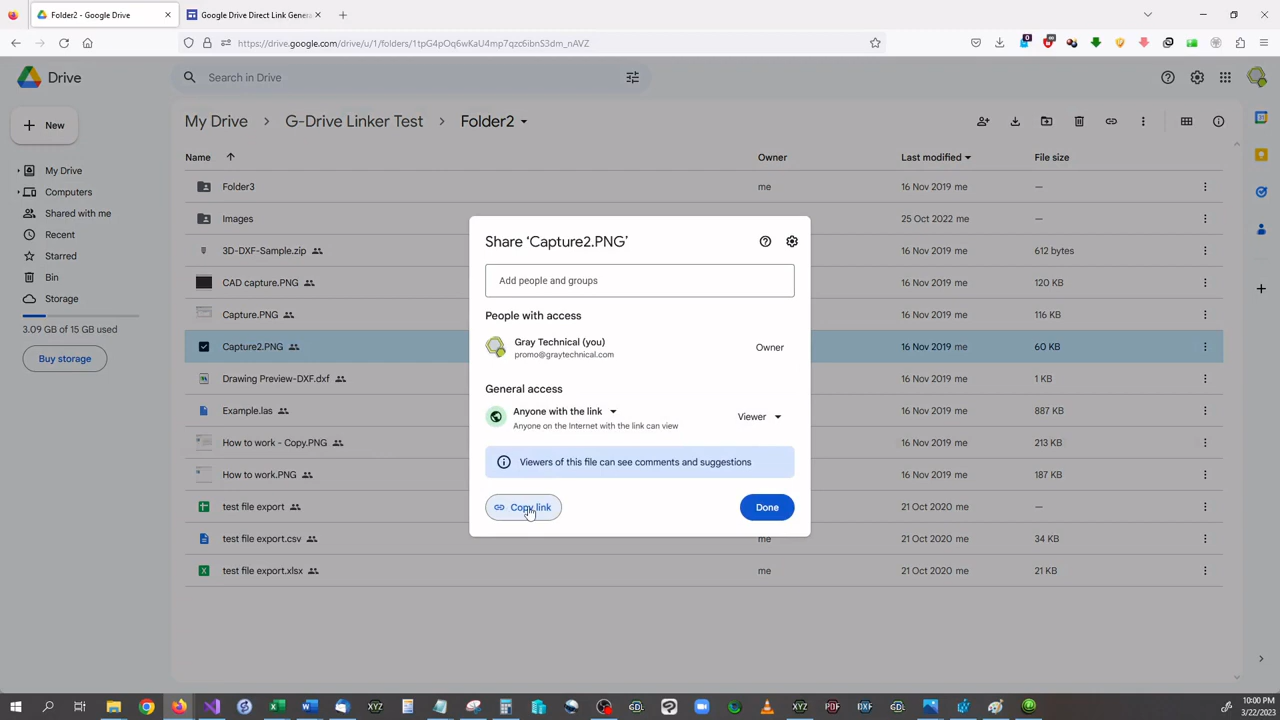 Folder2 - Google Drive
Google Drive Direct Link Genera
https://drive.google.com/drive/u/1/folders/1tpG4pOq6wKaU4mp7qzc6ibnS3dm_nAVZ
Drive
Search in Drive
New
My Drive
G-Drive Linker Test
Folder2
My Drive
Computers
Shared with me
Recent
Starred
Bin
Storage
3.09 GB of 15 GB used
Buy storage
Name
Owner
Last modified
File size
Folder3
me
16 Nov 2019 me
—
Images
25 Oct 2022 me
—
3D-DXF-Sample.zip
16 Nov 2019 me
612 bytes
CAD capture.PNG
16 Nov 2019 me
120 KB
Capture.PNG
16 Nov 2019 me
116 KB
Capture2.PNG
16 Nov 2019 me
60 KB
Drawing Preview-DXF.dxf
16 Nov 2019 me
1 KB
Example.las
16 Nov 2019 me
887 KB
How to work - Copy.PNG
16 Nov 2019 me
213 KB
How to work.PNG
16 Nov 2019 me
187 KB
test file export
21 Oct 2020 me
—
test file export.csv
me
21 Oct 2020 me
34 KB
test file export.xlsx
me
21 Oct 2020 me
21 KB
Share ‘Capture2.PNG’
Add people and groups
People with access
Gray Technical (you)
promo@graytechnical.com
Owner
General access
Anyone with the link
Anyone on the Internet with the link can view
Viewer
Viewers of this file can see comments and suggestions
Copy link
Done
10:00 PM
3/22/2023